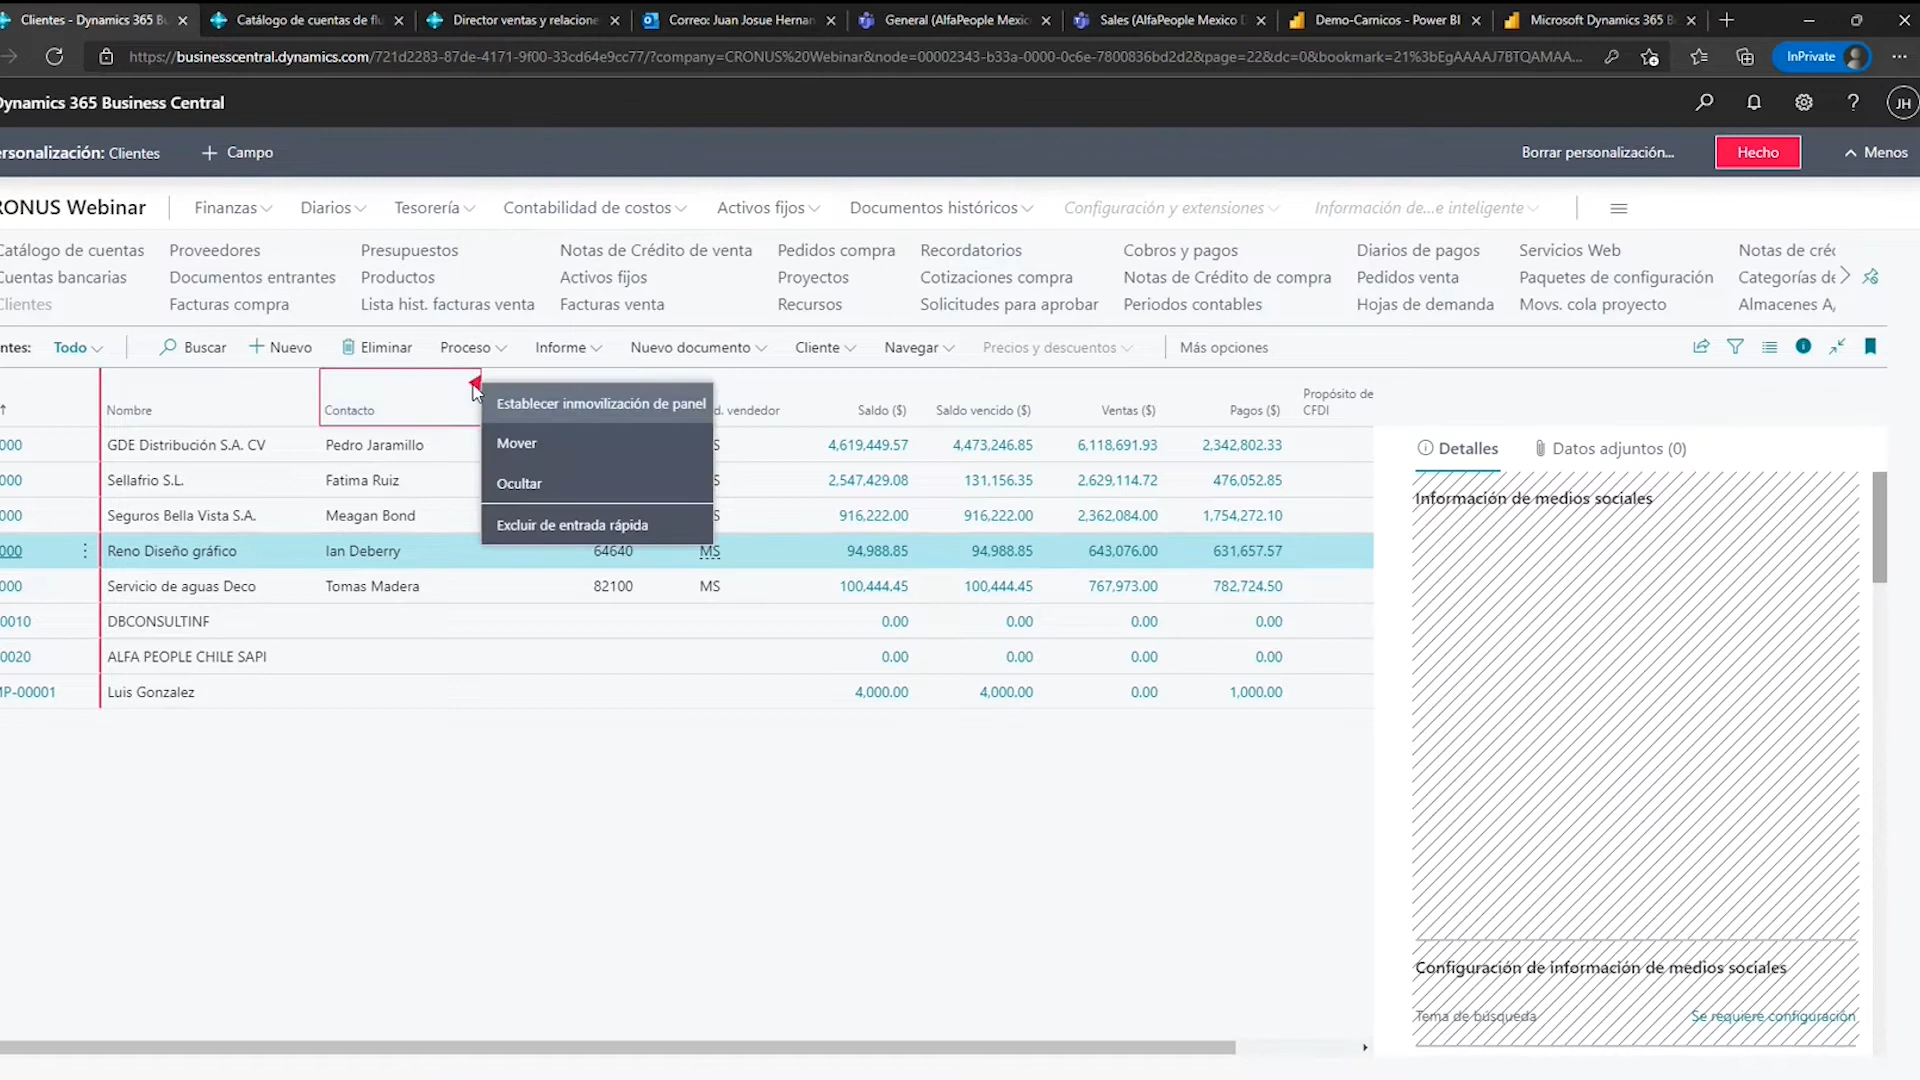 Clientes - Dynamics 365 B
Catálogo de cuentas de flu
Director ventas y relacione
Correo: Juan Josue Hernan
General (AlfaPeople Mexic
Sales (AlfaPeople Mexico D
Demo-Carnicos - Power BI
Microsoft Dynamics 365 B
https://businesscentral.dynamics.com/721d2283-87de-4171-9f00-33cd64e9cc77/?company=CRONUS%20Webinar&node=00002343-b33a-0000-0c6e-7800836bd2d2&page=22&dc=0&bookmark=21%3bEgAAAAJ7BTQAMAA...
InPrivate
Dynamics 365 Business Central
JH
ersonalización: Clientes
+ Campo
Borrar personalización...
Hecho
Menos
RONUS Webinar
Finanzas
Diarios
Tesorería
Contabilidad de costos
Activos fijos
Documentos históricos
Configuración y extensiones
Información de...e inteligente
Catálogo de cuentas Proveedores Presupuestos Notas de Crédito de venta Pedidos compra Recordatorios Cobros y pagos Diarios de pagos Servicios Web Notas de créc
Cuentas bancarias Documentos entrantes Productos Activos fijos Proyectos Cotizaciones compra Notas de Crédito de compra Pedidos venta Paquetes de configuración Categorías de
Clientes Facturas compra Lista hist. facturas venta Facturas venta Recursos Solicitudes para aprobar Periodos contables Hojas de demanda Movs. cola proyecto Almacenes A,
ntes: Todo
Buscar
+ Nuevo
Eliminar
Proceso
Informe
Nuevo documento
Cliente
Navegar
Precios y descuentos
Más opciones
Nombre Contacto d. vendedor Saldo ($) Saldo vencido ($) Ventas ($) Pagos ($) Propósito de
CFDI
Establecer inmovilización de panel
Mover
Ocultar
Excluir de entrada rápida
000 GDE Distribución S.A. CV Pedro Jaramillo S 4,619,449.57 4,473,246.85 6,118,691.93 2,342,802.33
000 Sellafrio S.L. Fatima Ruiz S 2,547,429.08 131,156.35 2,629,114.72 476,052.85
000 Seguros Bella Vista S.A. Meagan Bond S 916,222.00 916,222.00 2,362,084.00 1,754,272.10
000 Reno Diseño gráfico Ian Deberry 64640 MS 94,988.85 94,988.85 643,076.00 631,657.57
000 Servicio de aguas Deco Tomas Madera 82100 MS 100,444.45 100,444.45 767,973.00 782,724.50
0010 DBCONSULTINF 0.00 0.00 0.00 0.00
0020 ALFA PEOPLE CHILE SAPI 0.00 0.00 0.00 0.00
MP-00001 Luis Gonzalez 4,000.00 4,000.00 0.00 1,000.00
Detalles
Datos adjuntos (0)
Información de medios sociales
Configuración de información de medios sociales
Tema de búsqueda
Se requiere configuración